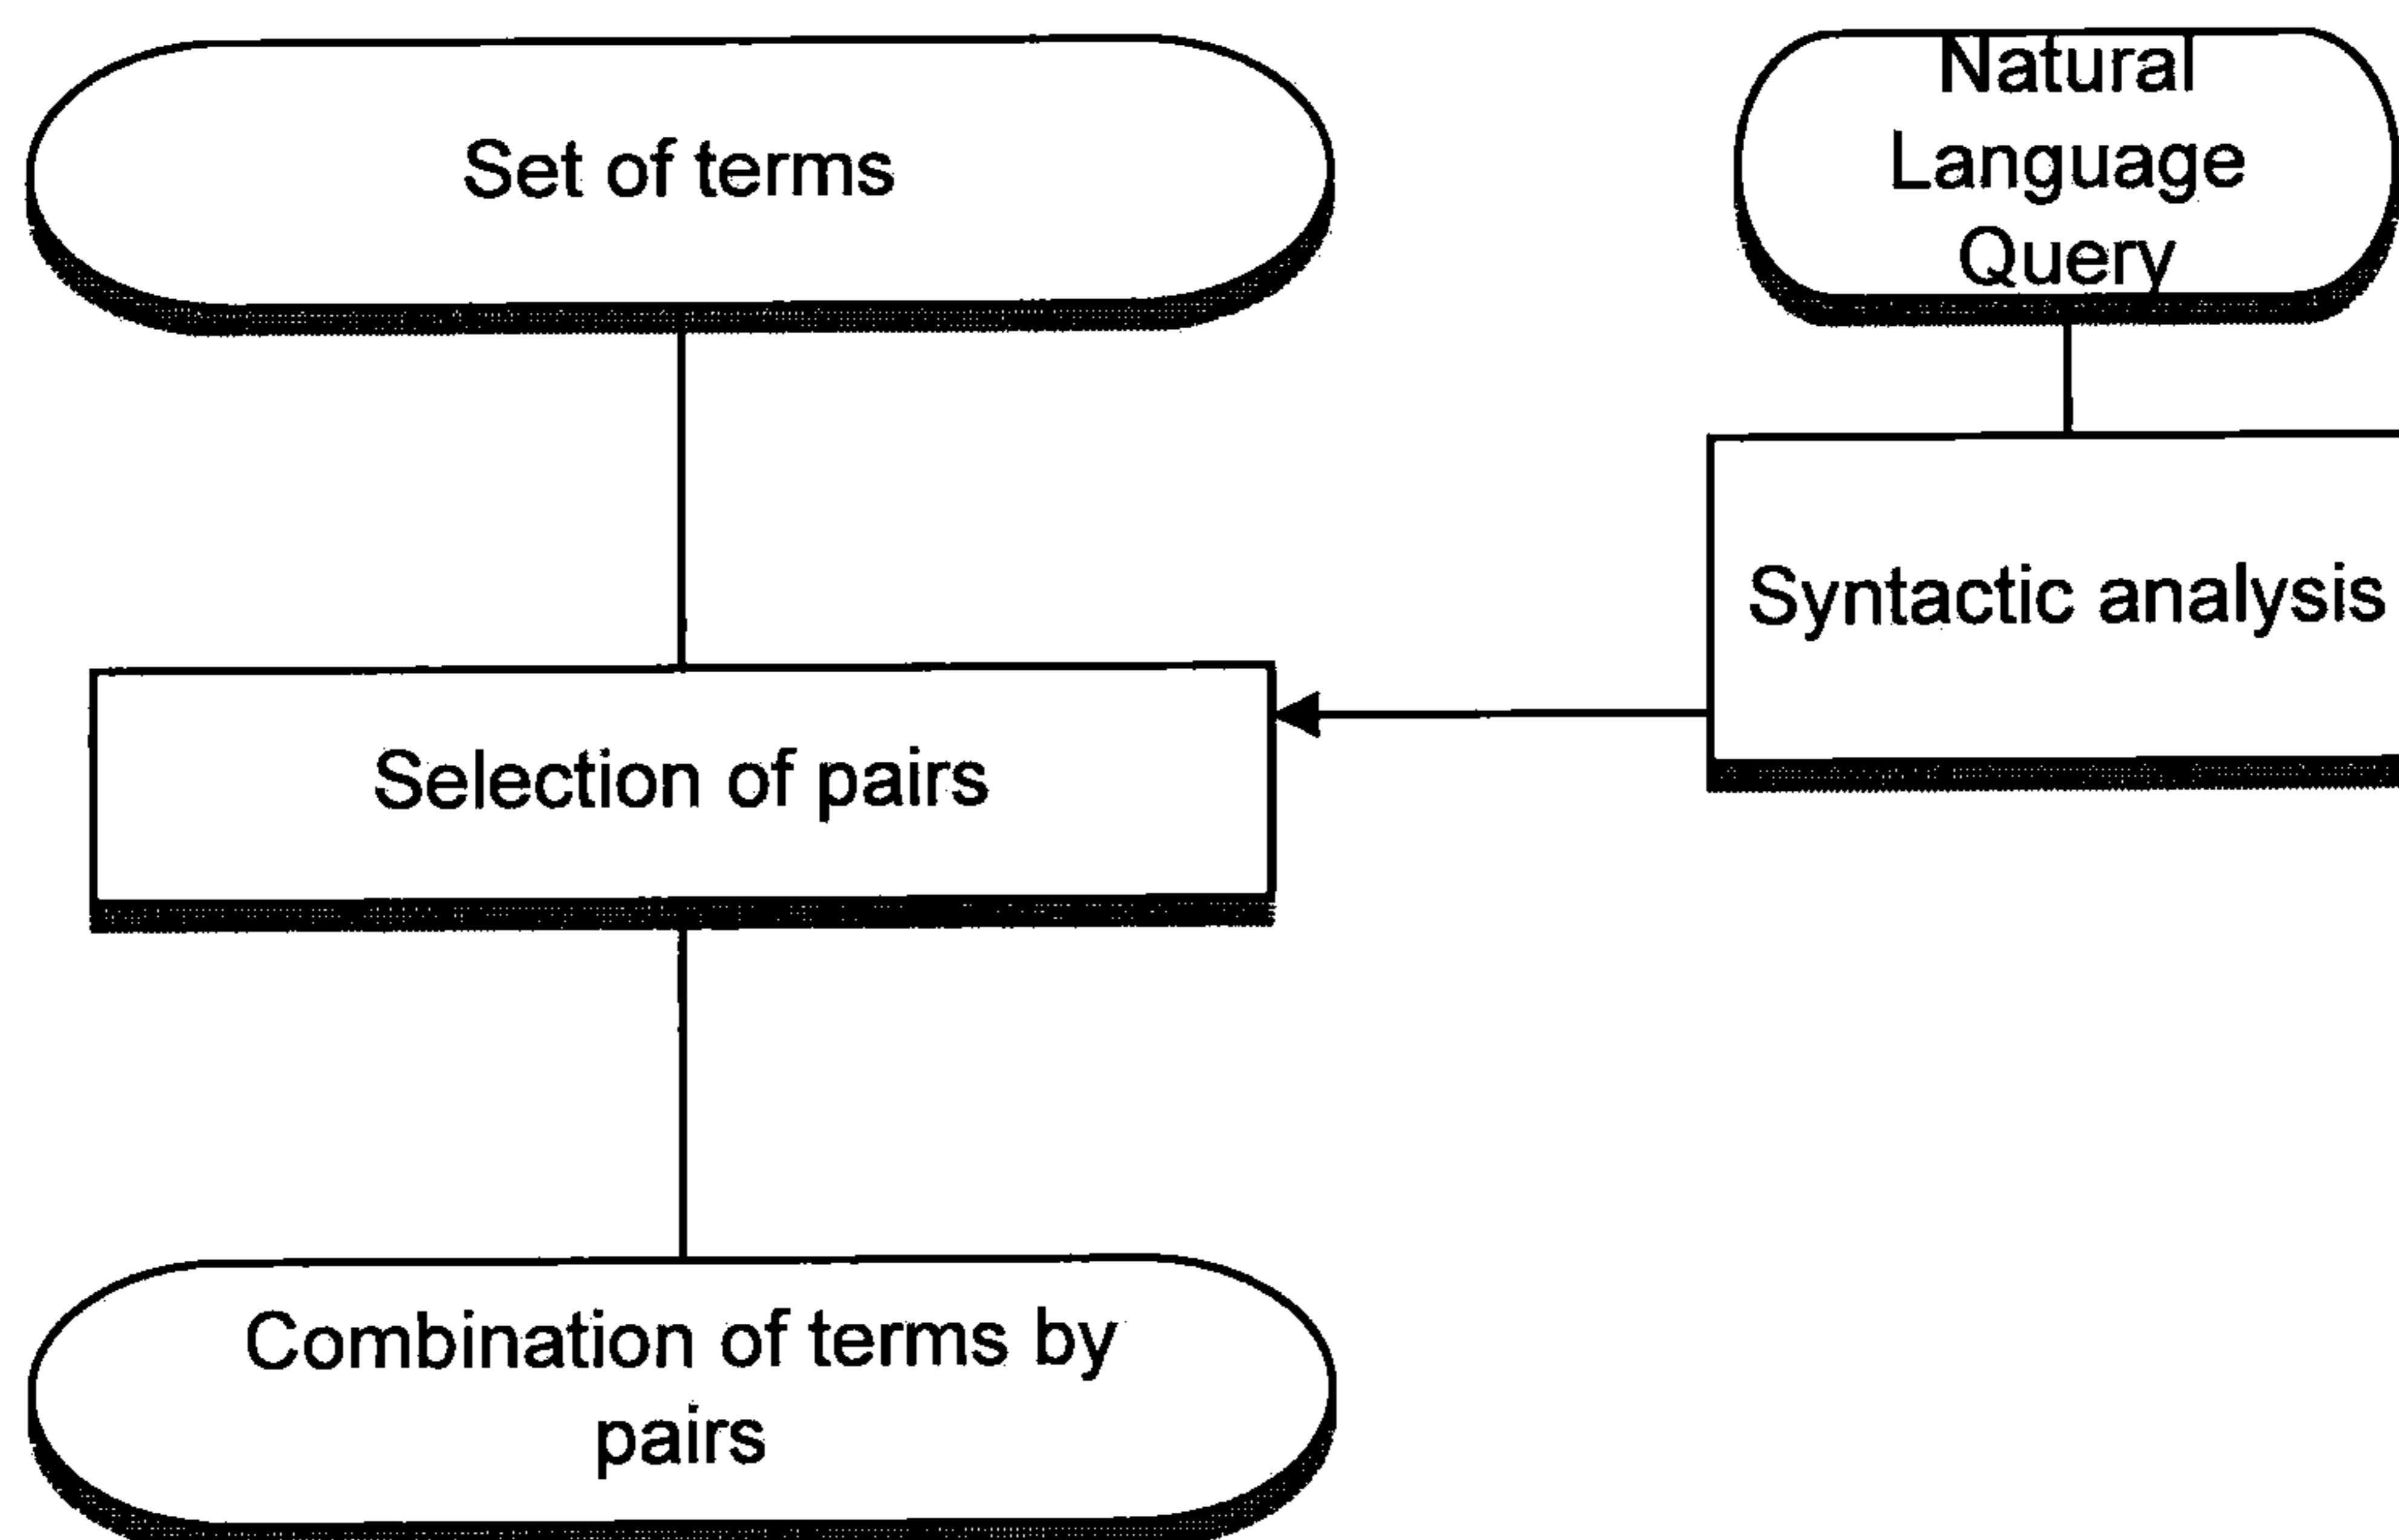 Set of terms
Natural
Language
Query
Syntactic analysis
Selection of pairs
Combination of terms by
pairs